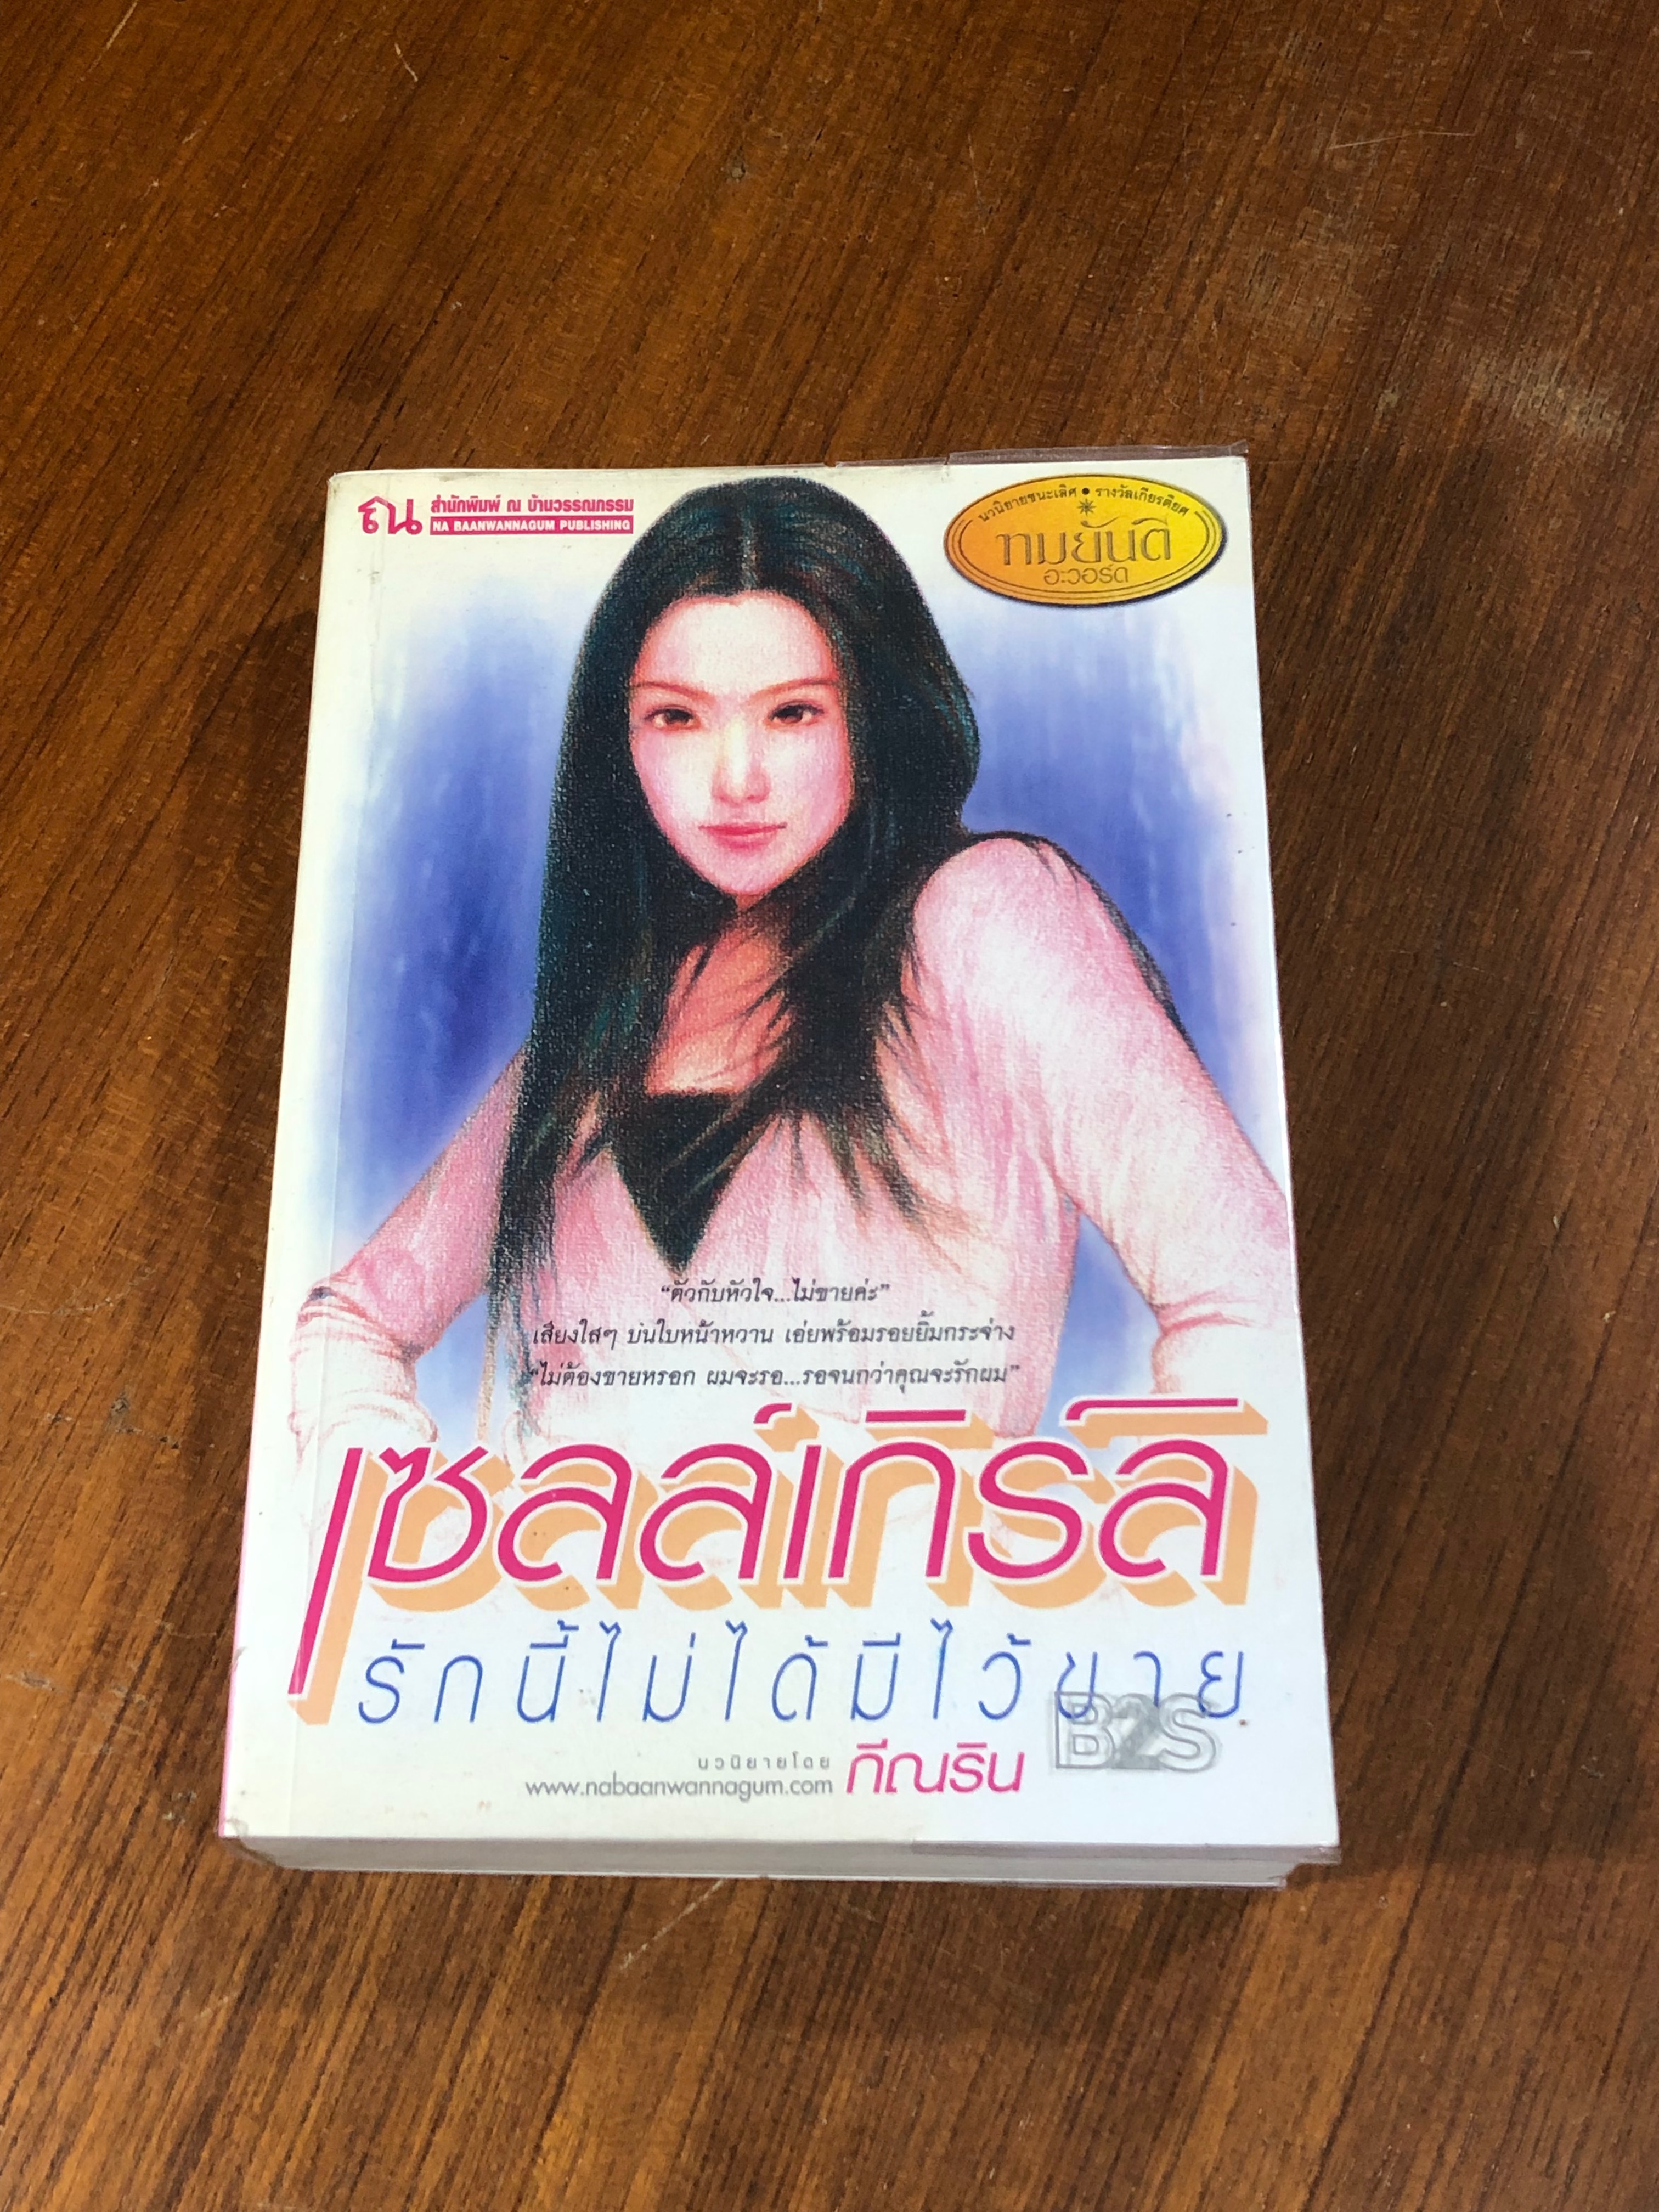 ณ สำนักพิมพ์ ณ บ้านวรรณกรรม
NA BAANWANNAGUM PUBLISHING
นวนิยายชนะเลิศ • รางวัลเกียรติยศ
ทมยันตี
อะวอร์ด
“ตัวกับหัวใจ...ไม่ขายค่ะ”
เสียงใสๆ บนใบหน้าหวาน เอ่ยพร้อมรอยยิ้มกระจ่าง
“ไม่ต้องขายหรอก ผมจะรอ...รอจนกว่าคุณจะรักผม”
เซลล์เกิร์ล
รักนี้ไม่ได้มีไว้ขาย
นวนิยายโดย กีณริน
www.nabaanwannagum.com
B2S